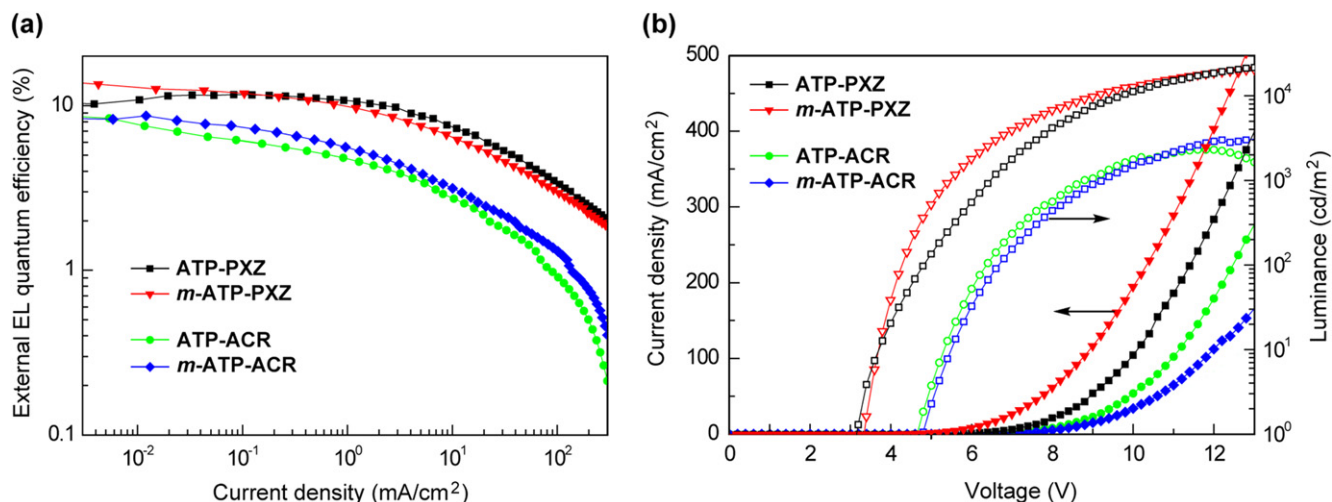 (a)
External EL quantum efficiency (%)
10
1
0.1
ATP-PXZ
m-ATP-PXZ
ATP-ACR
m-ATP-ACR
10⁻² 10⁻¹ 10⁰ 10¹ 10²
Current density (mA/cm²)
(b)
Current density (mA/cm²)
500
400
300
200
100
0
ATP-PXZ
m-ATP-PXZ
ATP-ACR
m-ATP-ACR
0 2 4 6 8 10 12
Voltage (V)
10⁴
10³
10²
10¹
10⁰
Luminance (cd/m²)